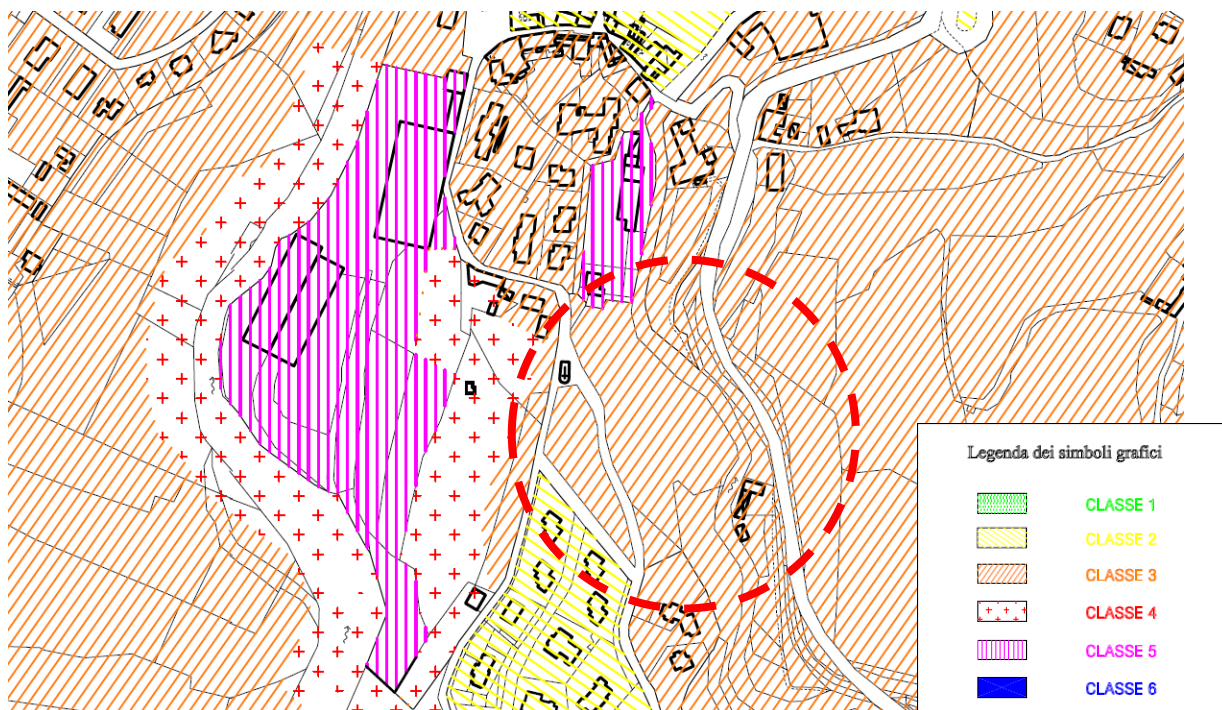 Legenda dei simboli grafici
CLASSE 1
CLASSE 2
CLASSE 3
CLASSE 4
CLASSE 5
CLASSE 6